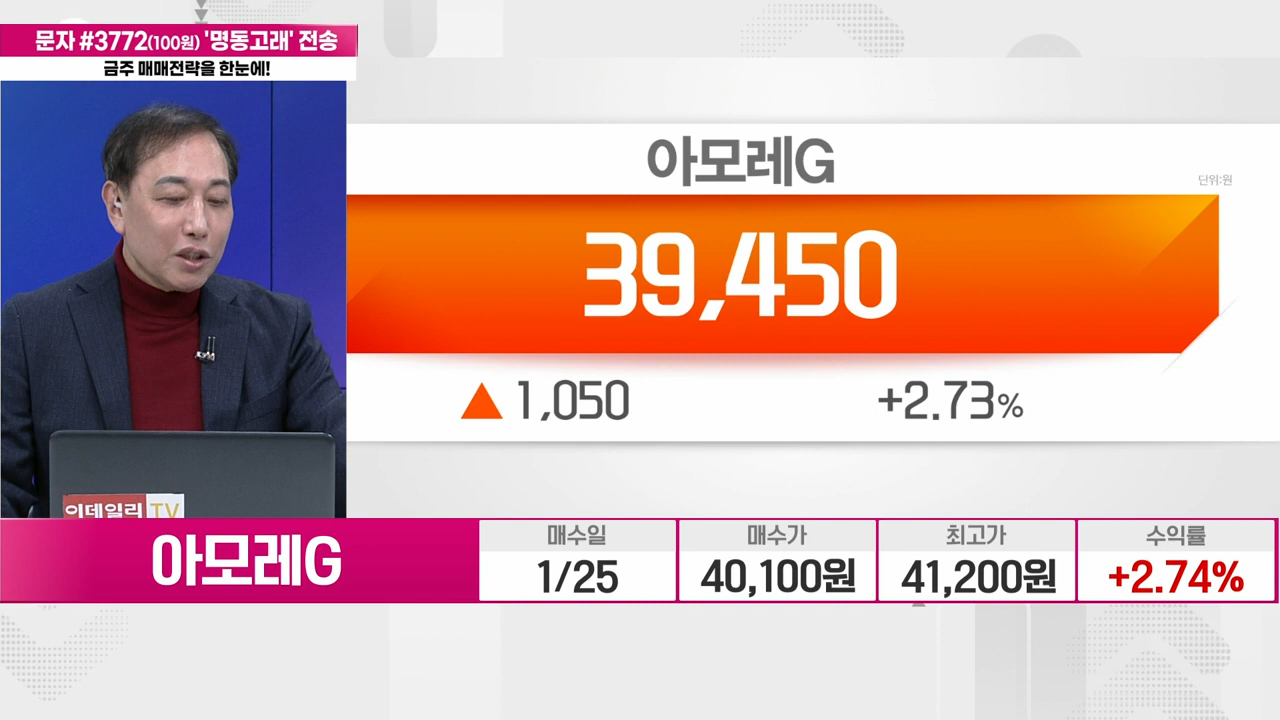 문자 #3772(100원) '명동고래' 전송
금주 매매전략을 한눈에!
아모레G
단위:원
39,450
▲ 1,050 +2.73%
이데일리 TV
아모레G
매수일 매수가 최고가 수익률
1/25 40,100원 41,200원 +2.74%